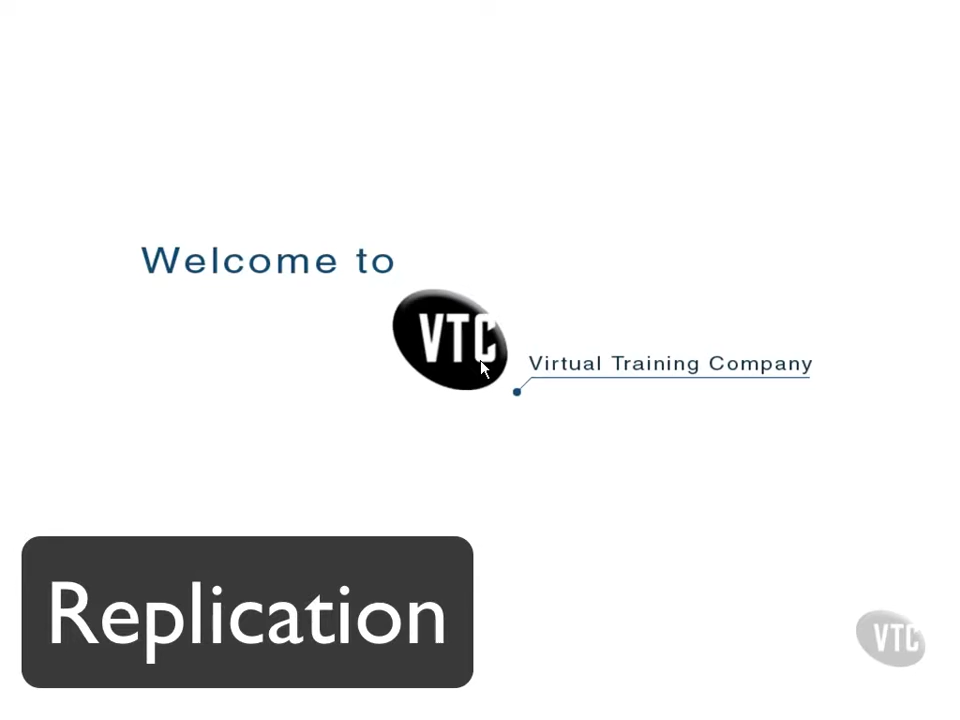 Welcome to
VTC
Virtual Training Company
Replication
VTC